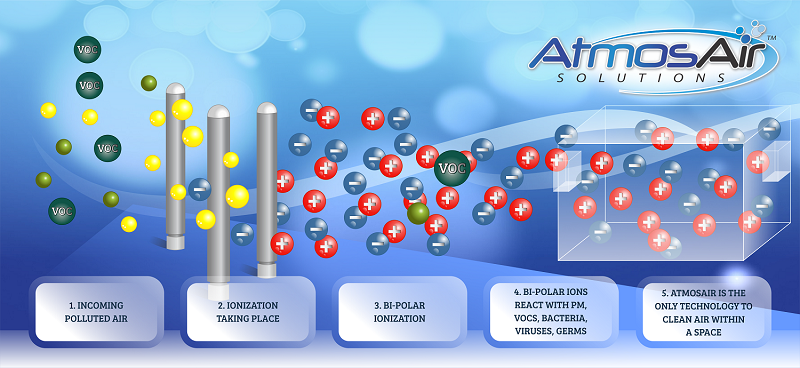 AtmosAir™
SOLUTIONS
VOC
VOC
VOC
VOC
VOC
1. INCOMING
POLLUTED AIR
2. IONIZATION
TAKING PLACE
3. BI-POLAR
IONIZATION
4. BI-POLAR IONS
REACT WITH PM,
VOCS, BACTERIA,
VIRUSES, GERMS
5. ATMOSAIR IS THE
ONLY TECHNOLOGY TO
CLEAN AIR WITHIN
A SPACE